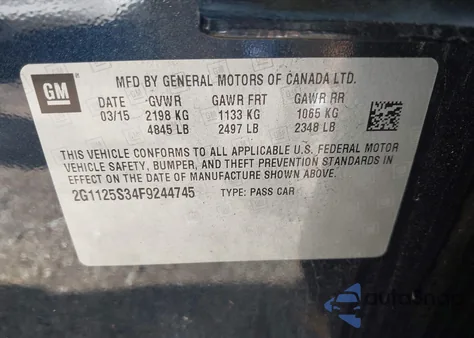 GM
MFD BY GENERAL MOTORS OF CANADA LTD.
DATE GVWR GAWR FRT GAWR RR
03/15 2198 KG 1133 KG 1065 KG
4845 LB 2497 LB 2348 LB
THIS VEHICLE CONFORMS TO ALL APPLICABLE U.S. FEDERAL MOTOR
VEHICLE SAFETY, BUMPER, AND THEFT PREVENTION STANDARDS IN
EFFECT ON THE DATE OF MANUFACTURE SHOWN ABOVE.
2G1125S34F9244745 TYPE: PASS CAR